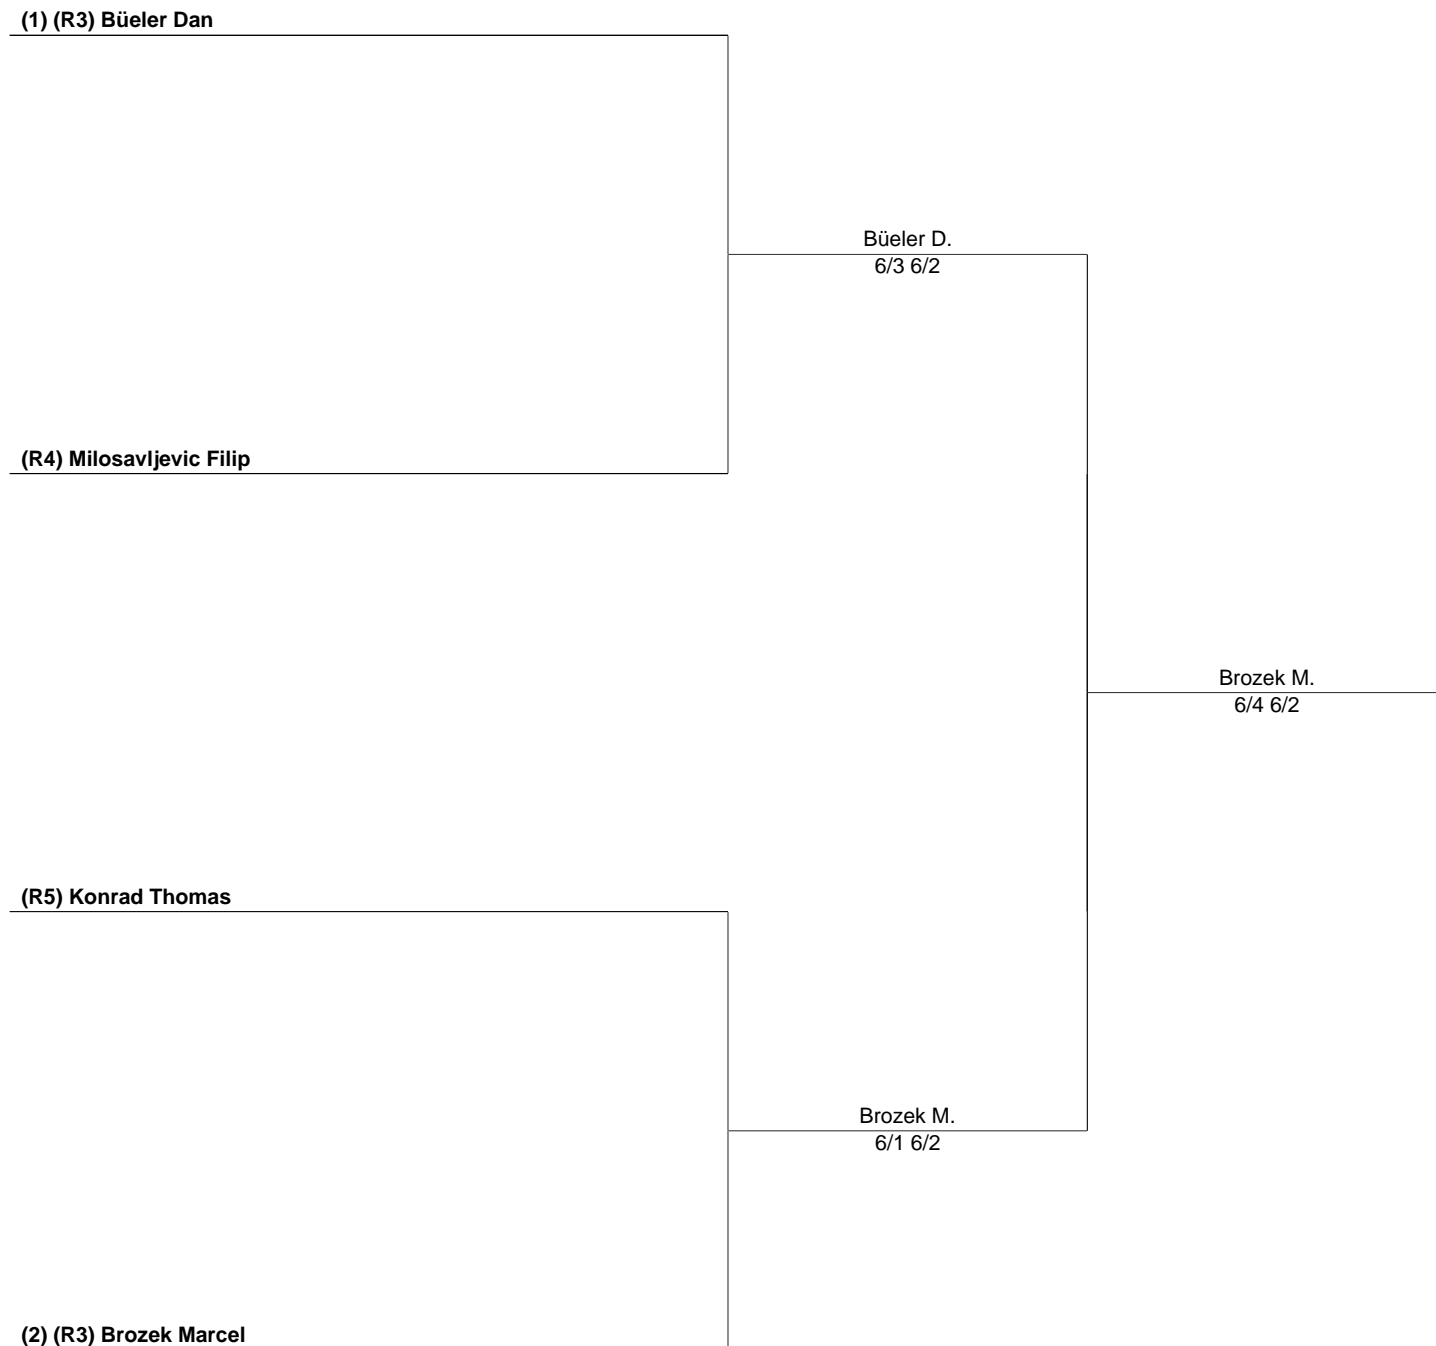 (1) (R3) Büeler Dan
Büeler D.
6/3 6/2
(R4) Milosavljevic Filip
Brozek M.
6/4 6/2
(R5) Konrad Thomas
Brozek M.
6/1 6/2
(2) (R3) Brozek Marcel